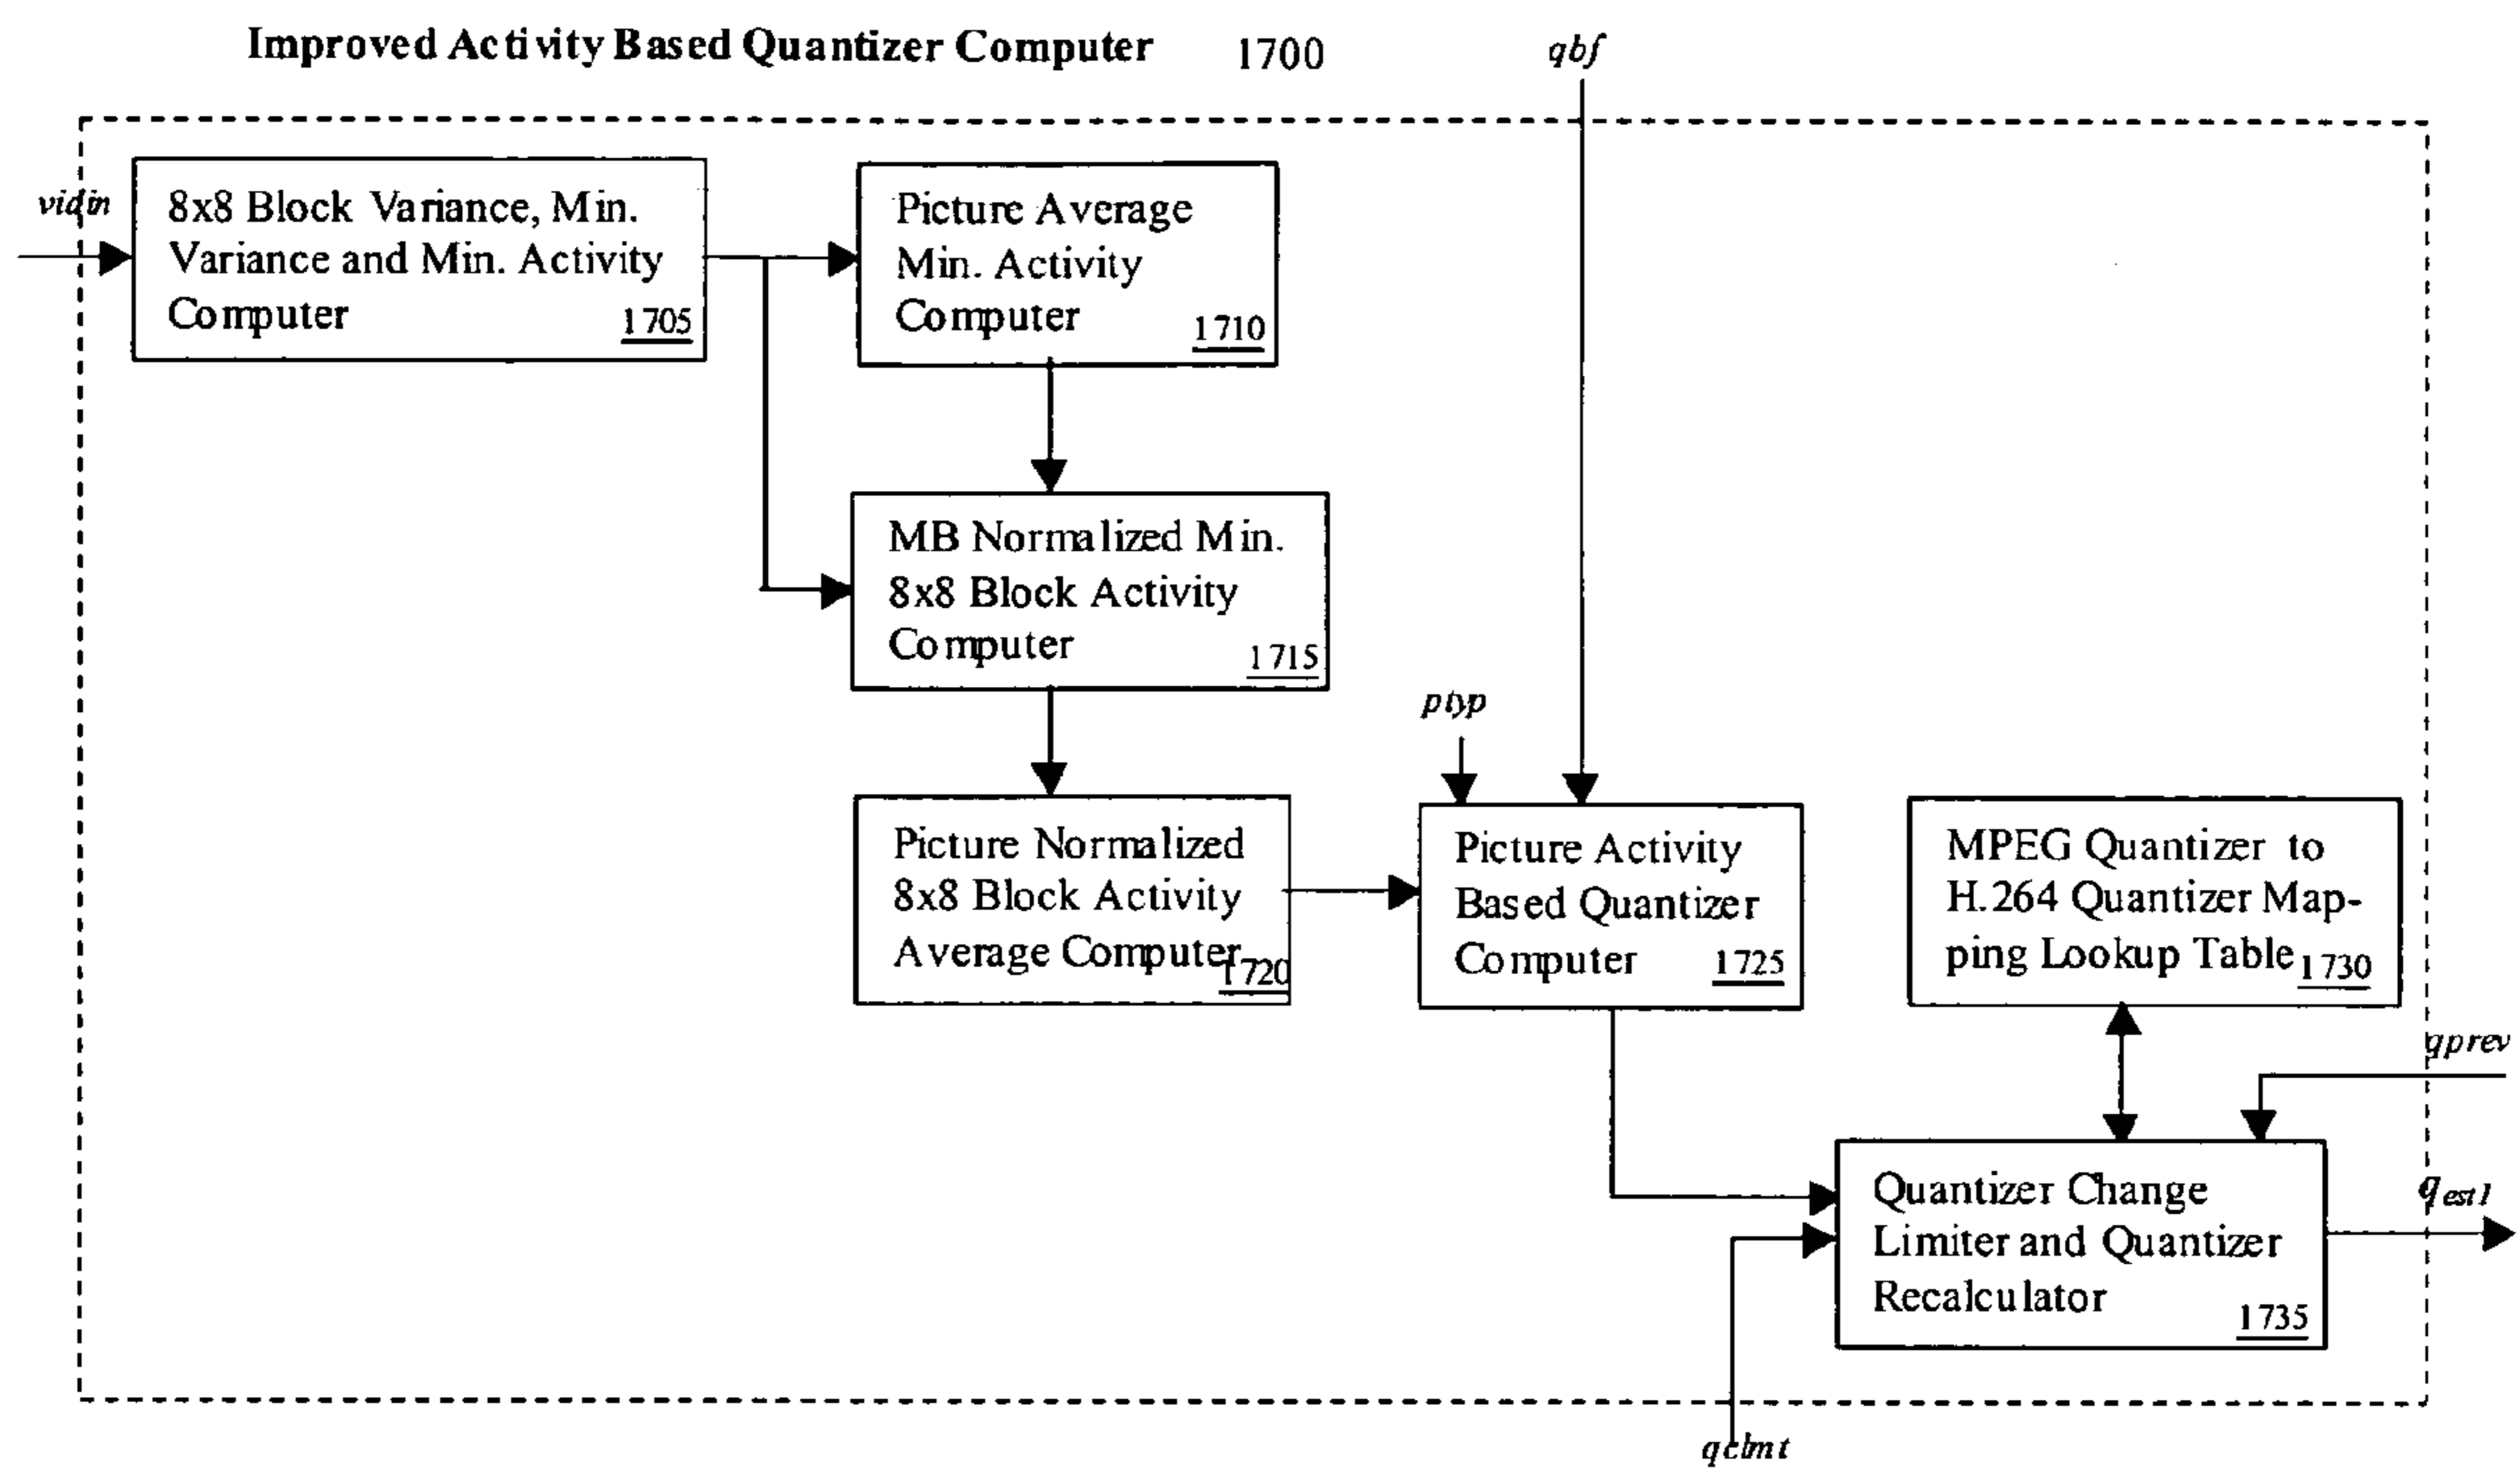 Improved Activity Based Quantizer Computer 1700
qbf
vidin
8x8 Block Variance, Min.
Variance and Min. Activity
Computer
1705
Picture Average
Min. Activity
Computer
1710
MB Normalized Min.
8x8 Block Activity
Computer
1715
ptyp
Picture Normalized
8x8 Block Activity
Average Computer
1720
Picture Activity
Based Quantizer
Computer
1725
MPEG Quantizer to
H.264 Quantizer Map-
ping Lookup Table
1730
qprev
Quantizer Change
Limiter and Quantizer
Recalculator
1735
qest1
qclmt